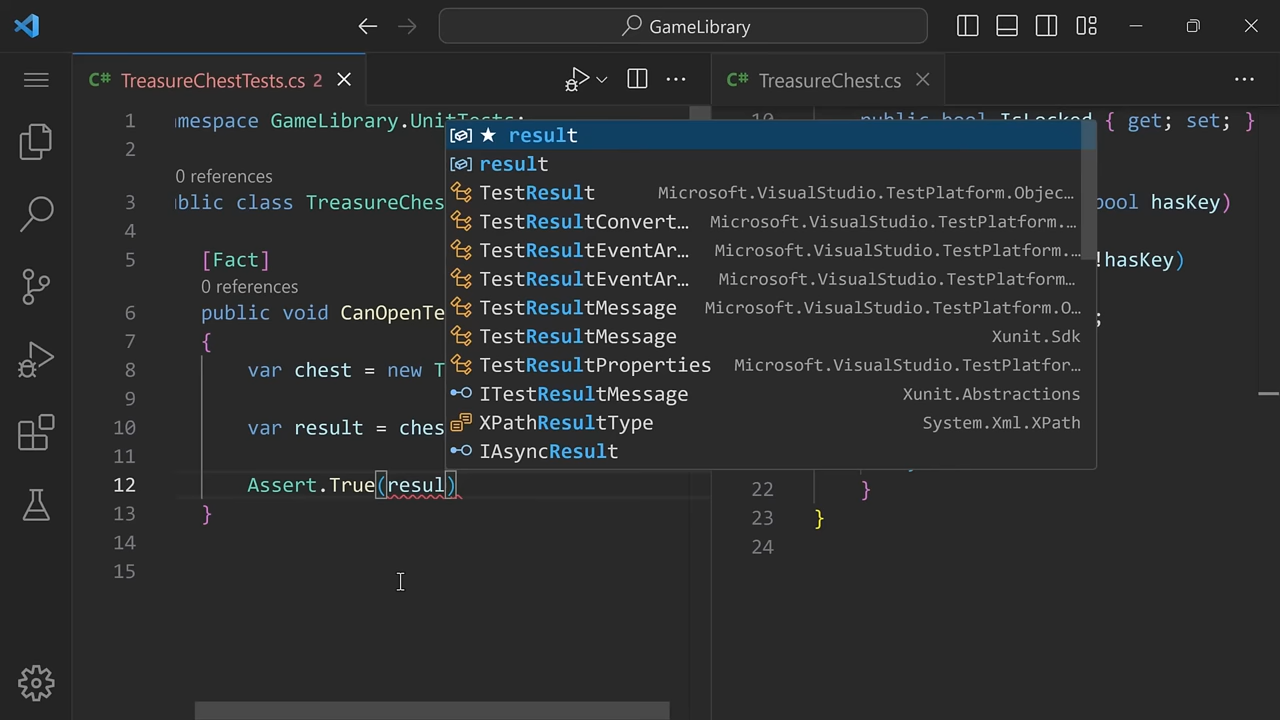 GameLibrary
TreasureChestTests.cs 2
TreasureChest.cs
1 mespace GameLibrary.UnitTests;
2
0 references
3 blic class TreasureChes
4
5 [Fact]
0 references
6 public void CanOpenTe
7 {
8 var chest = new T
9
10 var result = ches
11
12 Assert.True(resul)
13 }
14
15
★ result
result
TestResult Microsoft.VisualStudio.TestPlatform.Objec…
TestResultConvert… Microsoft.VisualStudio.TestPlatform.…
TestResultEventAr… Microsoft.VisualStudio.TestPlatform.…
TestResultEventAr… Microsoft.VisualStudio.TestPlatform…
TestResultMessage Microsoft.VisualStudio.TestPlatform.O…
TestResultMessage Xunit.Sdk
TestResultProperties Microsoft.VisualStudio.TestPlatfor…
ITestResultMessage Xunit.Abstractions
XPathResultType System.Xml.XPath
IAsyncResult
10 public bool IsLocked { get; set; }
ool hasKey)
!hasKey)
;
22 }
23 }
24